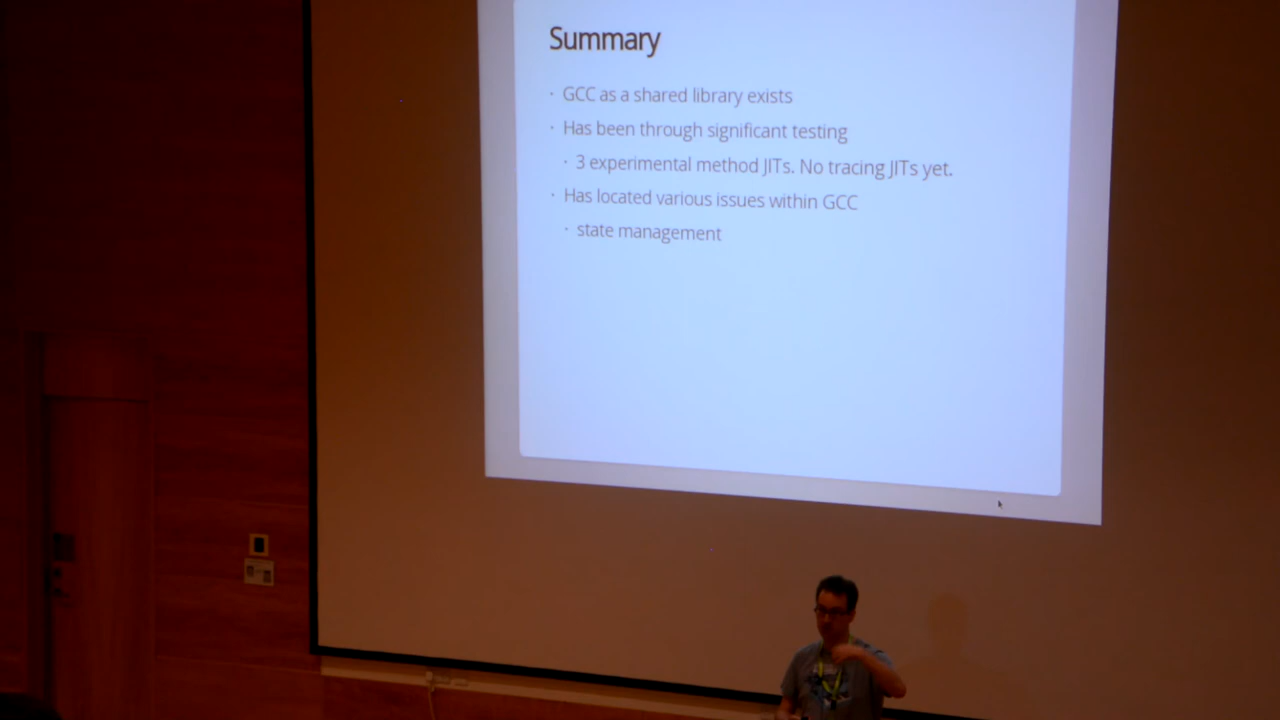 Summary
· GCC as a shared library exists
· Has been through significant testing
· 3 experimental method JITs. No tracing JITs yet.
· Has located various issues within GCC
· state management